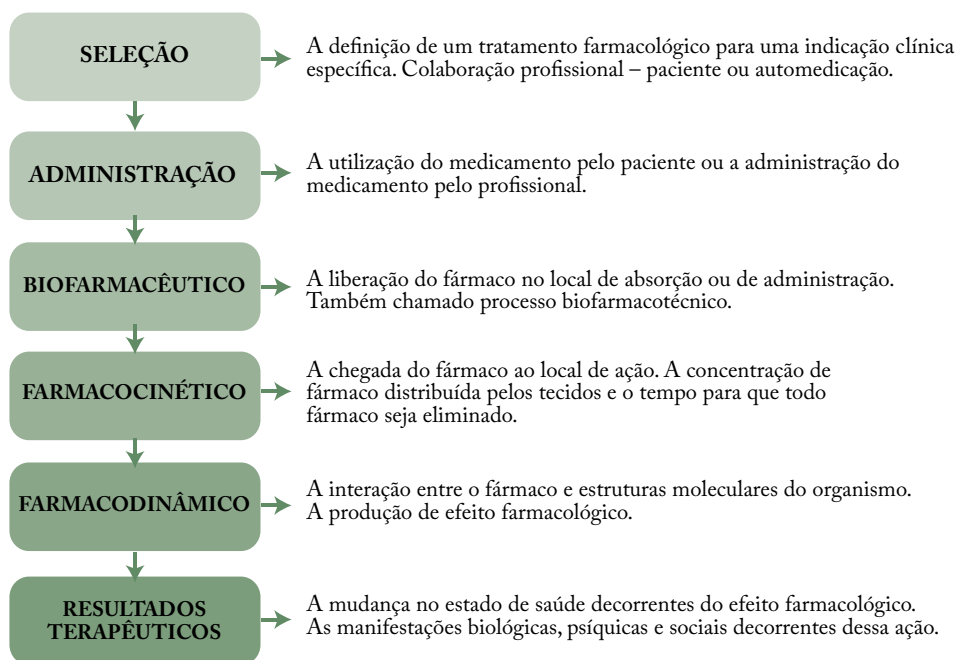 SELEÇÃO
A definição de um tratamento farmacológico para uma indicação clínica
específica. Colaboração profissional – paciente ou automedicação.
ADMINISTRAÇÃO
A utilização do medicamento pelo paciente ou a administração do
medicamento pelo profissional.
BIOFARMACÊUTICO
A liberação do fármaco no local de absorção ou de administração.
Também chamado processo biofarmacotécnico.
FARMACOCINÉTICO
A chegada do fármaco ao local de ação. A concentração de
fármaco distribuída pelos tecidos e o tempo para que todo
fármaco seja eliminado.
FARMACODINÂMICO
A interação entre o fármaco e estruturas moleculares do organismo.
A produção de efeito farmacológico.
RESULTADOS
TERAPÊUTICOS
A mudança no estado de saúde decorrentes do efeito farmacológico.
As manifestações biológicas, psíquicas e sociais decorrentes dessa ação.